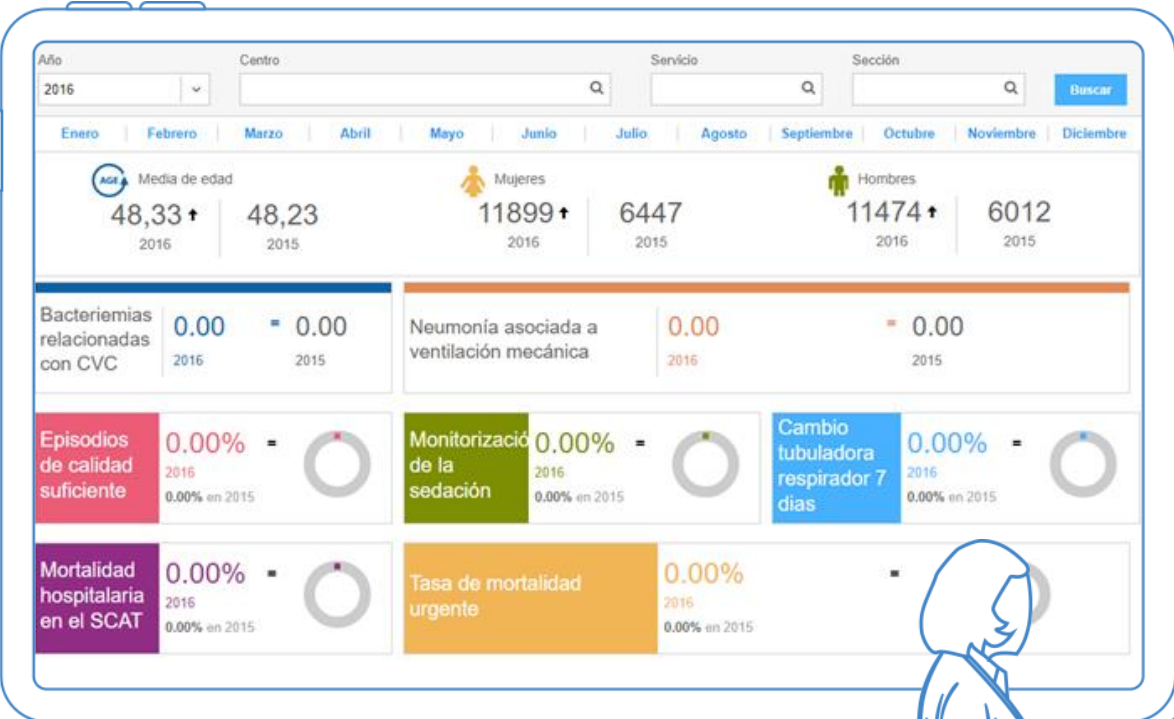 Año Centro Servicio Sección
2016 Buscar
Enero Febrero Marzo Abril Mayo Junio Julio Agosto Septiembre Octubre Noviembre Diciembre
AGE Media de edad Mujeres Hombres
48,33 48,23 11899 6447 11474 6012
2016 2015 2016 2015 2016 2015
Bacteriemias
relacionadas
con CVC
0.00 = 0.00
2016 2015
Neumonía asociada a
ventilación mecánica
0.00 = 0.00
2016 2015
Episodios
de calidad
suficiente
0.00% =
2016
0.00% en 2015
Monitorizació
de la
sedación
0.00% =
2016
0.00% en 2015
Cambio
tubuladora
respirador 7
dias
0.00% =
2016
0.00% en 2015
Mortalidad
hospitalaria
en el SCAT
0.00% =
2016
0.00% en 2015
Tasa de mortalidad
urgente
0.00% =
2016
0.00% en 2015